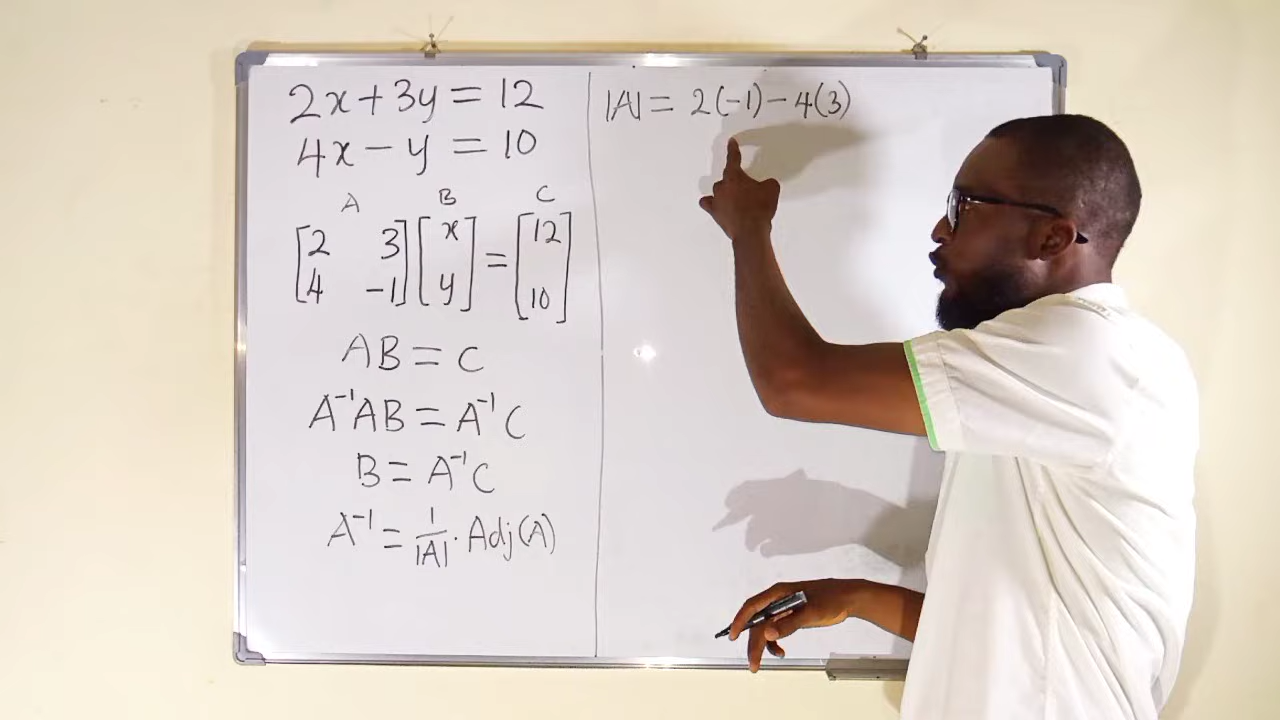 2x+3y=12
4x-y=10
A B C
[2 3] [x] = [12]
[4 -1] [y] [10]
AB = C
A⁻¹AB = A⁻¹C
B = A⁻¹C
A⁻¹ = 1/|A| . Adj(A)
|A| = 2(-1)-4(3)